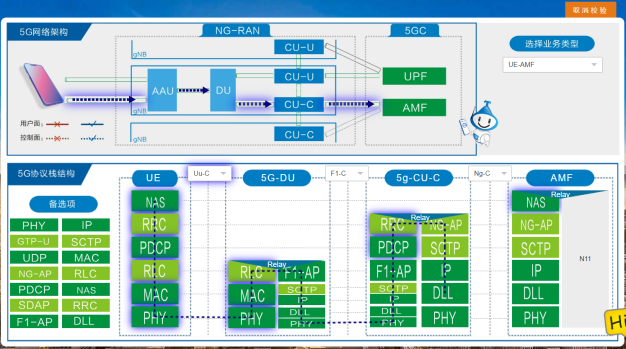 取消校验
5G网络架构
NG-RAN
5GC
选择业务类型
gNB
CU-U
UE-AMF
CU-U
UPF
AAU
DU
CU-C
AMF
gNB
用户面:
控制面:
gNB
CU-C
5G协议栈结构
UE
Uu-C
5G-DU
F1-C
5g-CU-C
Ng-C
AMF
备选项
PHY
IP
GTP-U
SCTP
UDP
MAC
NG-AP
RLC
PDCP
NAS
SDAP
RRC
F1-AP
DLL
NAS
RRC
PDCP
RLC
MAC
PHY
Relay
RLC
F1-AP
MAC
SCTP
IP
PHY
DLL
PHY
Relay
RRC
NG-AP
PDCP
SCTP
F1-AP
IP
SCTP
IP
DLL
DLL
PHY
PHY
Relay
NAS
NG-AP
SCTP
IP
DLL
PHY
N11
Hi